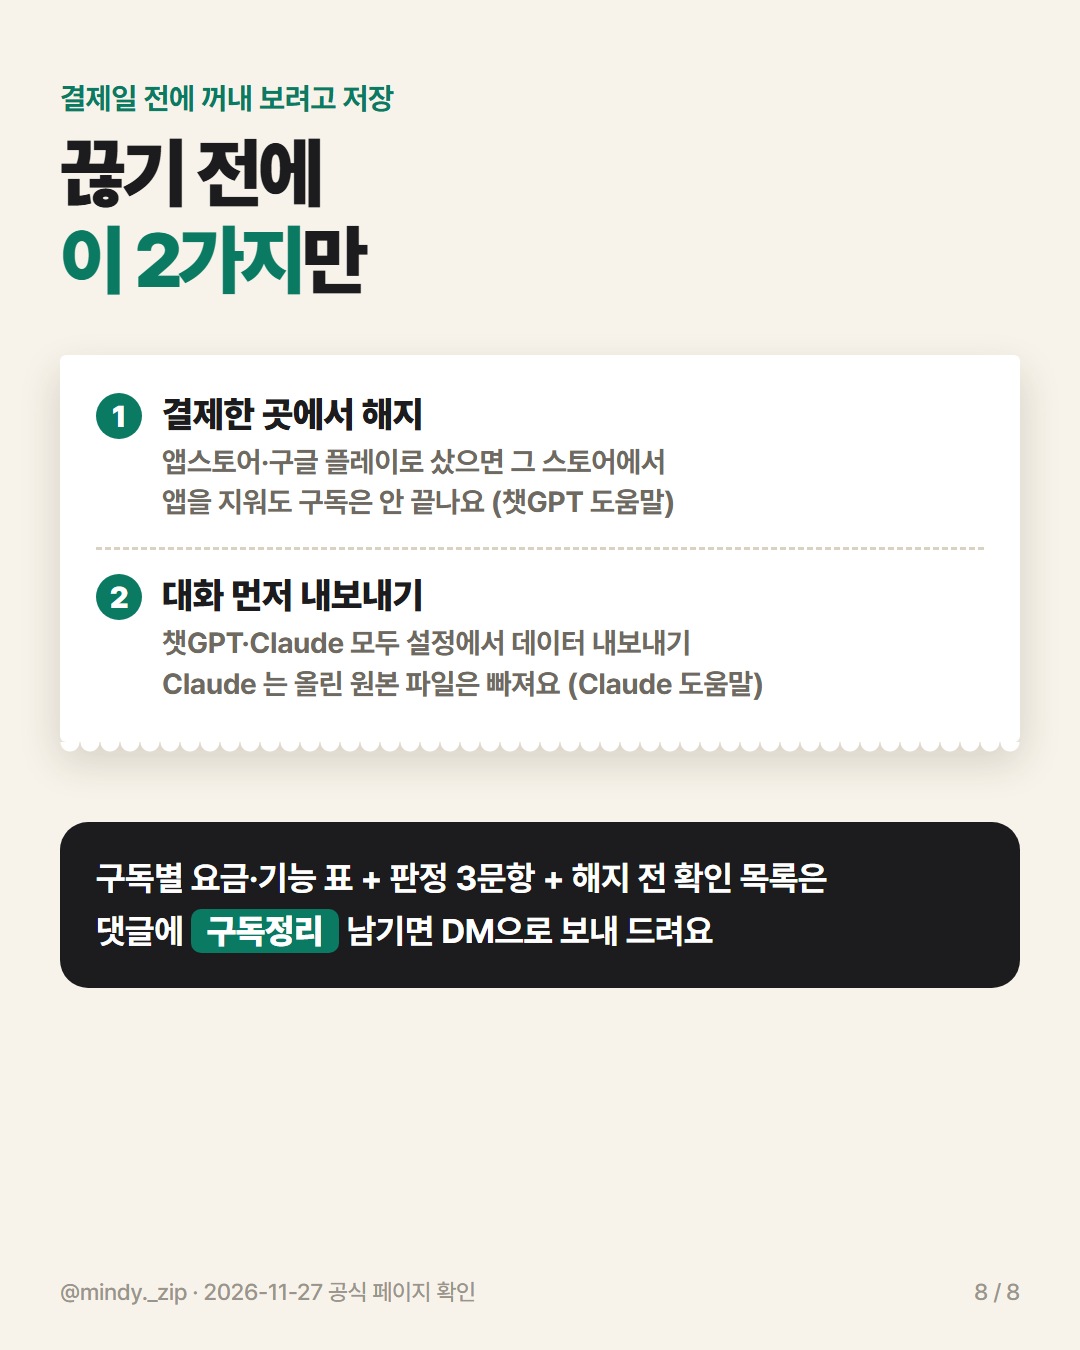 결제일 전에 꺼내 보려고 저장
끊기 전에
이 2가지만
1 결제한 곳에서 해지
앱스토어·구글 플레이로 샀으면 그 스토어에서
앱을 지워도 구독은 안 끝나요 (챗GPT 도움말)
2 대화 먼저 내보내기
챗GPT·Claude 모두 설정에서 데이터 내보내기
Claude 는 올린 원본 파일은 빠져요 (Claude 도움말)
구독별 요금·기능 표 + 판정 3문항 + 해지 전 확인 목록은
댓글에 구독정리 남기면 DM으로 보내 드려요
@mindy._zip · 2026-11-27 공식 페이지 확인
8 / 8